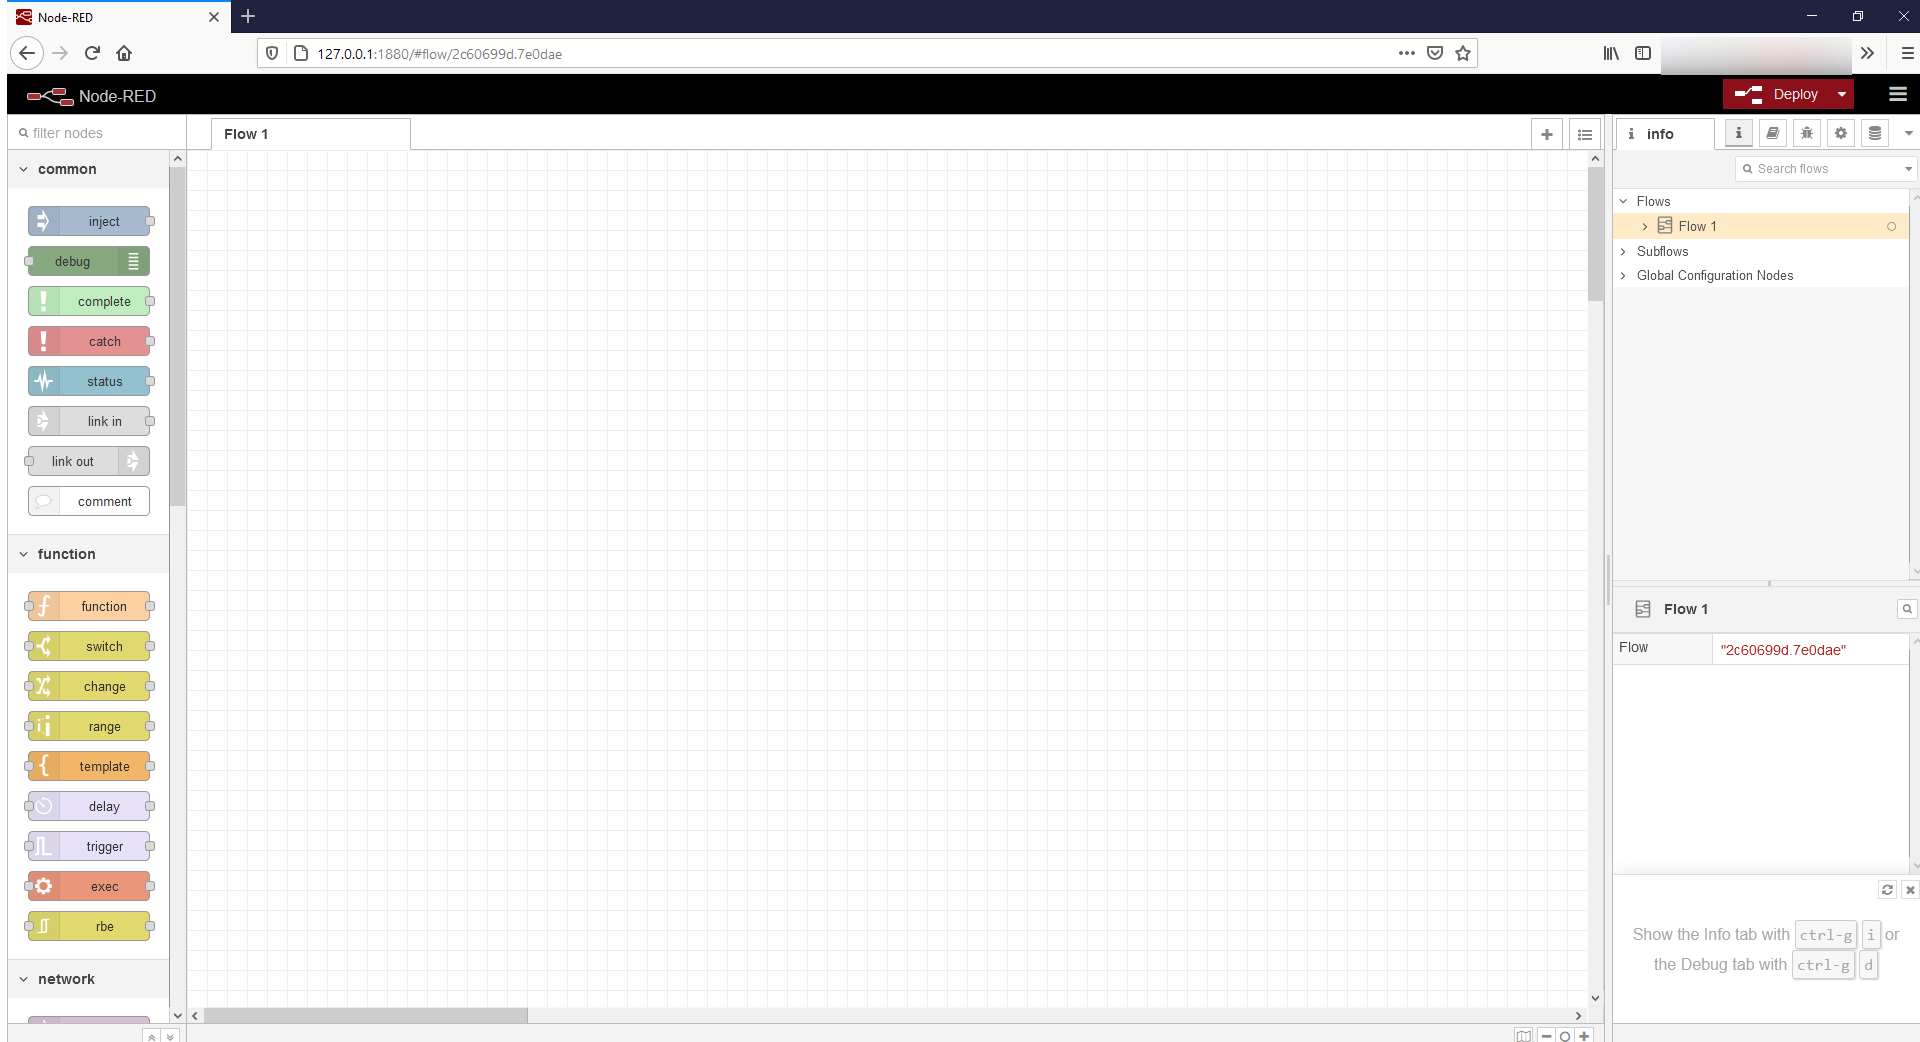 Node-RED
127.0.0.1:1880/#flow/2c60699d.7e0dae
Node-RED
Deploy
filter nodes
Flow 1
info
common
Search flows
inject
debug
complete
catch
status
link in
link out
comment
function
function
switch
change
range
template
delay
trigger
exec
rbe
network
Flows
Flow 1
Subflows
Global Configuration Nodes
Flow 1
Flow "2c60699d.7e0dae"
Show the Info tab with ctrl-g i or
the Debug tab with ctrl-g d